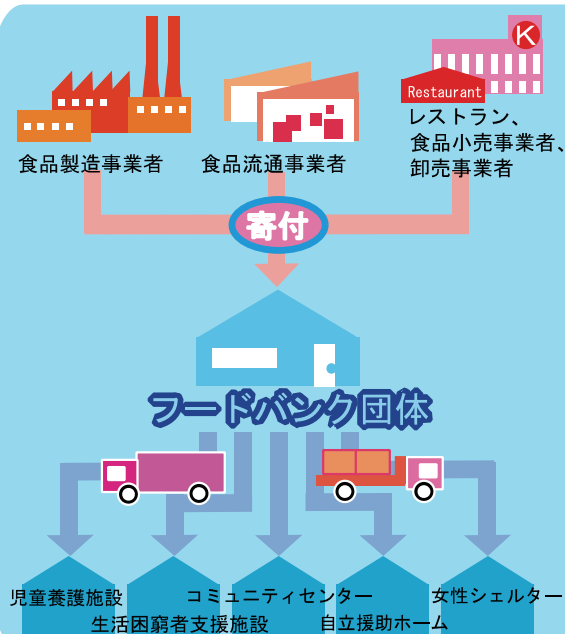 K
Restaurant
食品製造事業者
食品流通事業者
レストラン、
食品小売事業者、
卸売事業者
寄付
フードバンク団体
児童養護施設
コミュニティセンター
女性シェルター
生活困窮者支援施設
自立援助ホーム